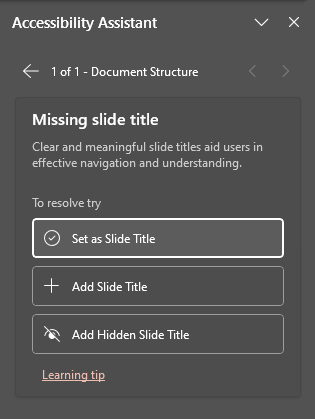 Accessibility Assistant
1 of 1 - Document Structure
Missing slide title
Clear and meaningful slide titles aid users in
effective navigation and understanding.
To resolve try
Set as Slide Title
Add Slide Title
Add Hidden Slide Title
Learning tip